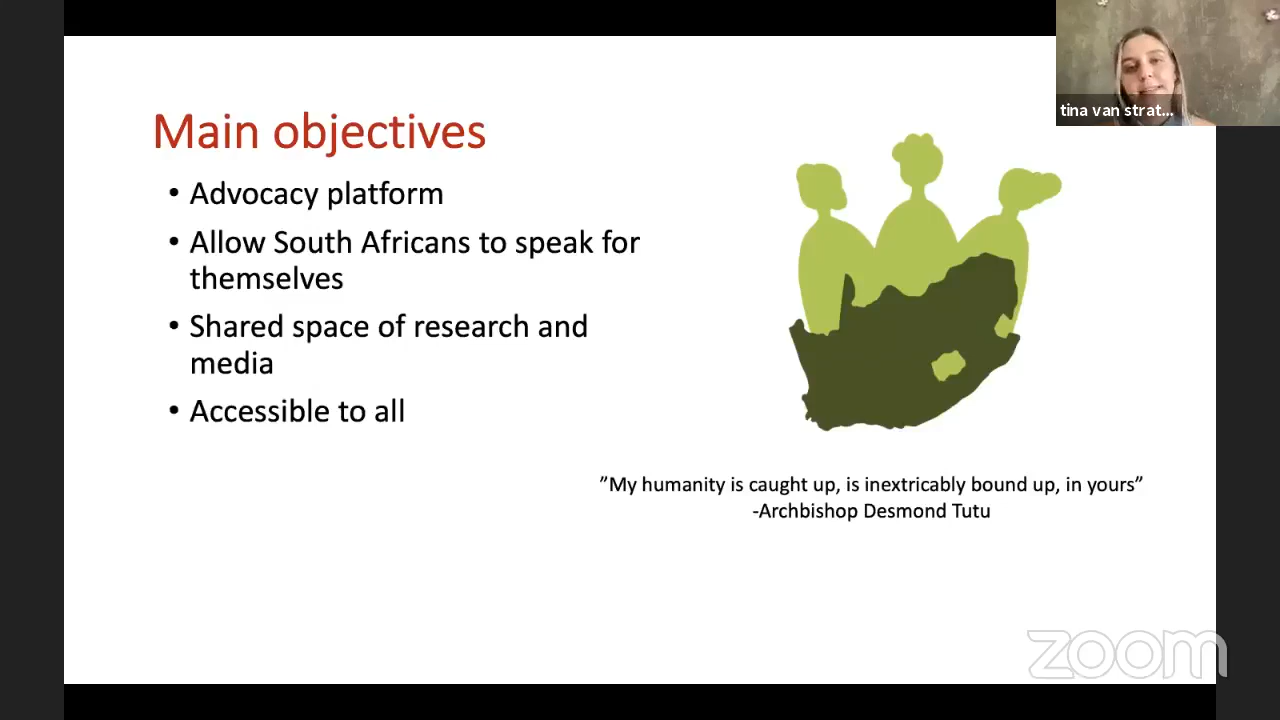 tina van strat...
Main objectives
• Advocacy platform
• Allow South Africans to speak for
themselves
• Shared space of research and
media
• Accessible to all
”My humanity is caught up, is inextricably bound up, in yours”
-Archbishop Desmond Tutu
zoom